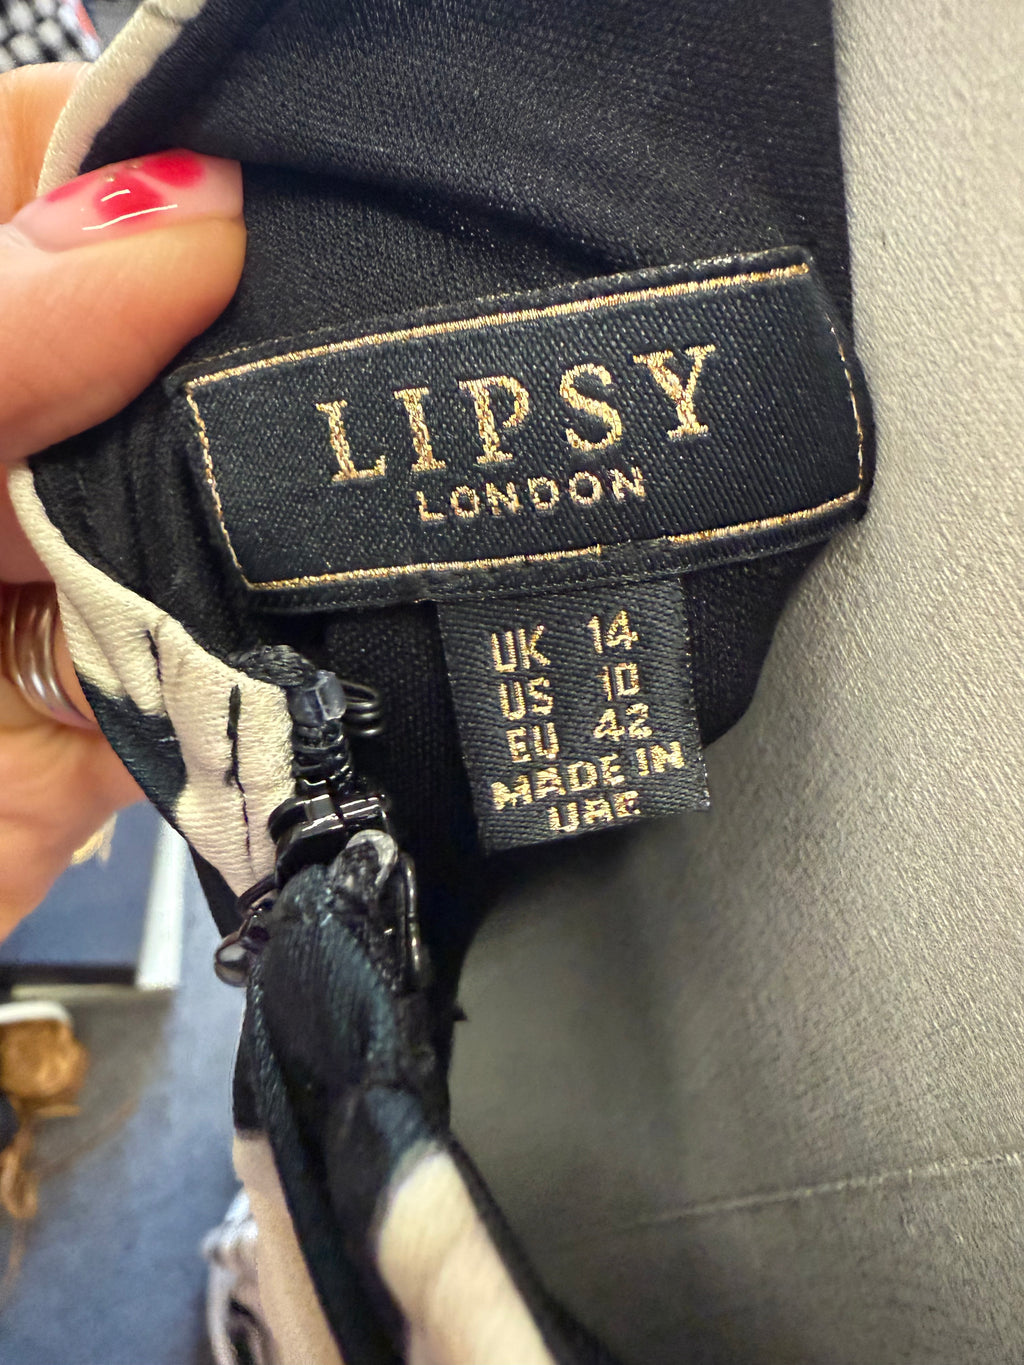 LIPSY
LONDON
UK 14
US 10
EU 42
MADE IN
UAE